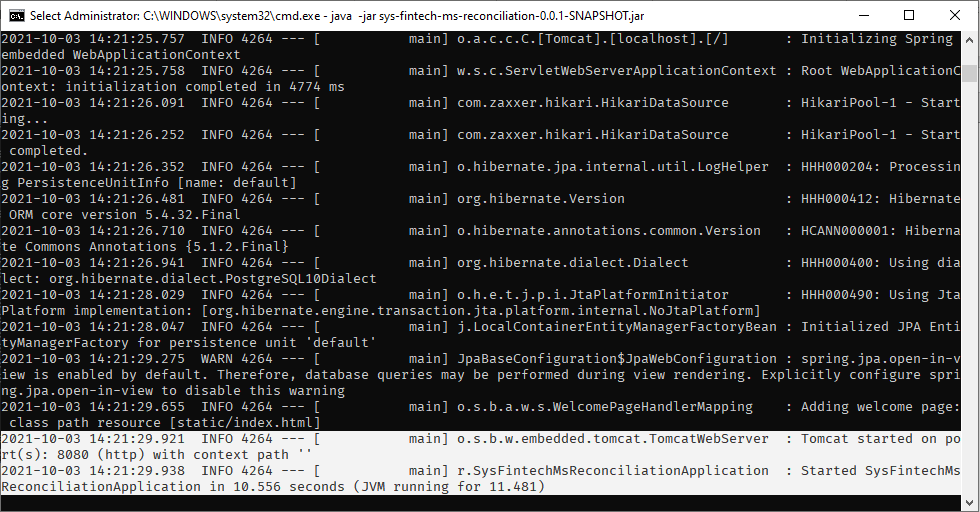 Select Administrator: C:\WINDOWS\system32\cmd.exe - java  -jar sys-fintech-ms-reconciliation-0.0.1-SNAPSHOT.jar
2021-10-03 14:21:25.757  INFO 4264 --- [           main] o.a.c.c.C.[Tomcat].[localhost].[/]       : Initializing Spring
embedded WebApplicationContext
2021-10-03 14:21:25.758  INFO 4264 --- [           main] w.s.c.ServletWebServerApplicationContext : Root WebApplicationC
ontext: initialization completed in 4774 ms
2021-10-03 14:21:26.091  INFO 4264 --- [           main] com.zaxxer.hikari.HikariDataSource       : HikariPool-1 - Start
ing...
2021-10-03 14:21:26.252  INFO 4264 --- [           main] com.zaxxer.hikari.HikariDataSource       : HikariPool-1 - Start
 completed.
2021-10-03 14:21:26.352  INFO 4264 --- [           main] o.hibernate.jpa.internal.util.LogHelper  : HHH000204: Processin
g PersistenceUnitInfo [name: default]
2021-10-03 14:21:26.481  INFO 4264 --- [           main] org.hibernate.Version                    : HHH000412: Hibernate
 ORM core version 5.4.32.Final
2021-10-03 14:21:26.710  INFO 4264 --- [           main] o.hibernate.annotations.common.Version   : HCANN000001: Hiberna
te Commons Annotations {5.1.2.Final}
2021-10-03 14:21:26.941  INFO 4264 --- [           main] org.hibernate.dialect.Dialect            : HHH000400: Using dia
lect: org.hibernate.dialect.PostgreSQL10Dialect
2021-10-03 14:21:28.029  INFO 4264 --- [           main] o.h.e.t.j.p.i.JtaPlatformInitiator       : HHH000490: Using Jta
Platform implementation: [org.hibernate.engine.transaction.jta.platform.internal.NoJtaPlatform]
2021-10-03 14:21:28.047  INFO 4264 --- [           main] j.LocalContainerEntityManagerFactoryBean : Initialized JPA Enti
tyManagerFactory for persistence unit 'default'
2021-10-03 14:21:29.275  WARN 4264 --- [           main] JpaBaseConfiguration$JpaWebConfiguration : spring.jpa.open-in-v
iew is enabled by default. Therefore, database queries may be performed during view rendering. Explicitly configure spri
ng.jpa.open-in-view to disable this warning
2021-10-03 14:21:29.655  INFO 4264 --- [           main] o.s.b.a.w.s.WelcomePageHandlerMapping    : Adding welcome page:
 class path resource [static/index.html]
2021-10-03 14:21:29.921  INFO 4264 --- [           main] o.s.b.w.embedded.tomcat.TomcatWebServer  : Tomcat started on po
rt(s): 8080 (http) with context path ''
2021-10-03 14:21:29.938  INFO 4264 --- [           main] r.SysFintechMsReconciliationApplication  : Started SysFintechMs
ReconciliationApplication in 10.556 seconds (JVM running for 11.481)